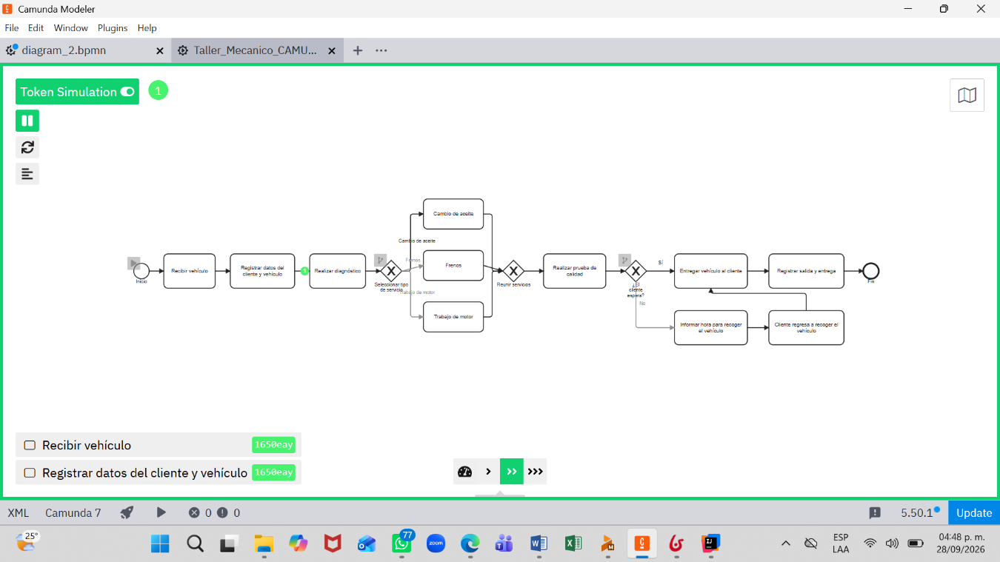 Camunda Modeler
File Edit Window Plugins Help
diagram_2.bpmn
Taller_Mecanico_CAMU...
Token Simulation
1
Cambio de aceite
Cambio de aceite
Recibir vehículo
Registrar datos del
cliente y vehículo
1
Realizar diagnóstico
Seleccionar tipo
de servicio
Frenos
Frenos
Trabajo de motor
Trabajo de motor
Reunir servicios
Realizar prueba de
calidad
¿El
cliente
espera?
Sí
No
Entregar vehículo al cliente
Registrar salida y entrega
Inicio
Fin
Informar hora para recoger
el vehículo
Cliente regresa a recoger el
vehículo
Recibir vehículo 1650eay
Registrar datos del cliente y vehículo 1650eay
XML Camunda 7 0 0 5.50.1 Update
25°
77
zoom
ESP
LAA
04:48 p. m.
28/09/2026